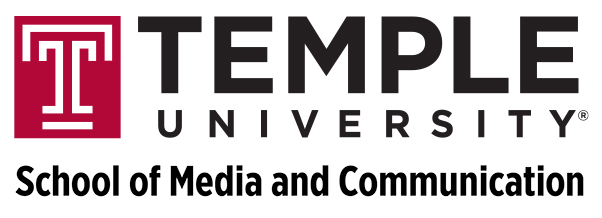 T TEMPLE
UNIVERSITY®
School of Media and Communication